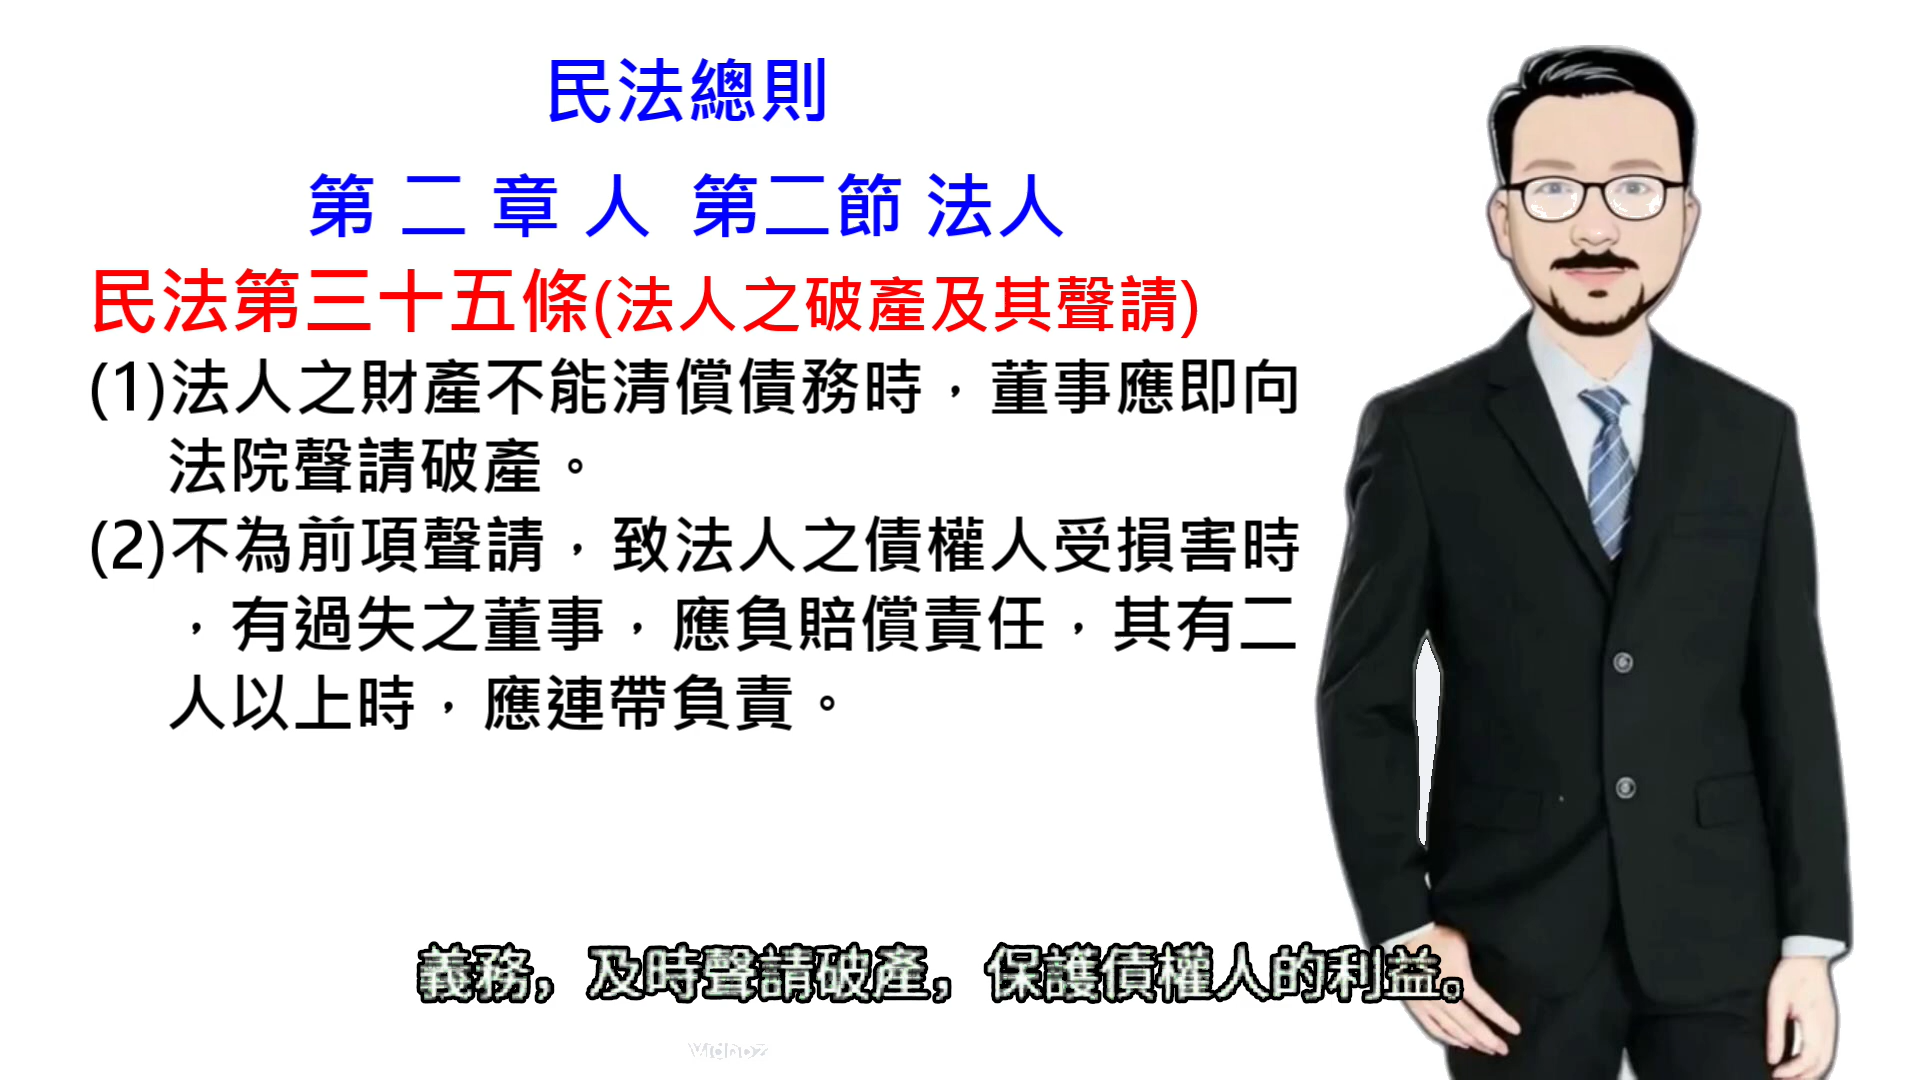 民法總則
第 二 章 人 第二節 法人
民法第三十五條(法人之破產及其聲請)
(1)法人之財產不能清償債務時，董事應即向
法院聲請破產。
(2)不為前項聲請，致法人之債權人受損害時
，有過失之董事，應負賠償責任，其有二
人以上時，應連帶負責。
義務，及時聲請破產，保護債權人的利益。
Vidnoz